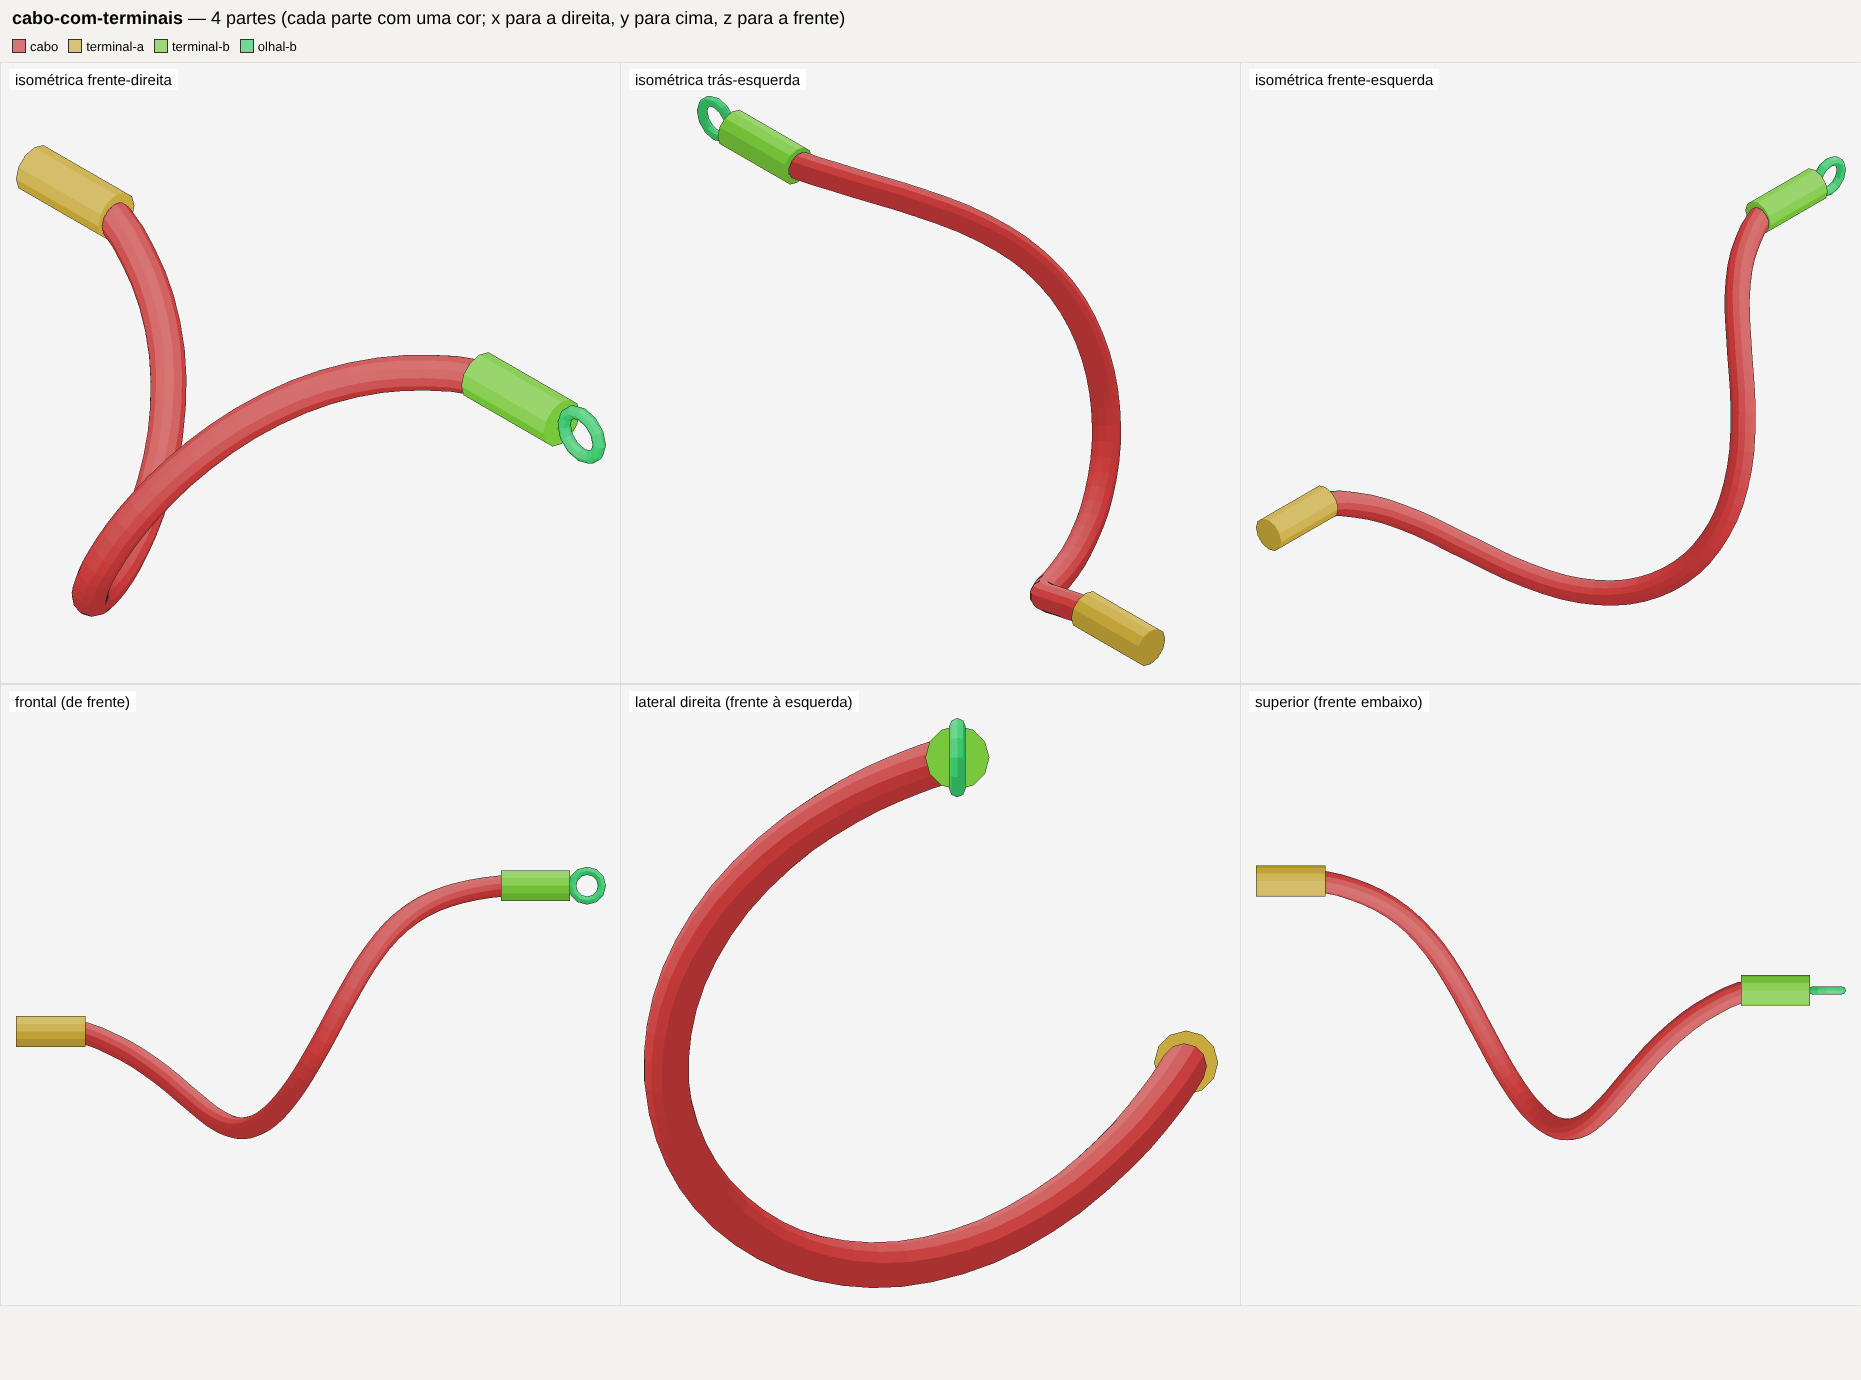 cabo-com-terminais — 4 partes (cada parte com uma cor; x para a direita, y para cima, z para a frente)
cabo terminal-a terminal-b olhal-b
isométrica frente-direita
isométrica trás-esquerda
isométrica frente-esquerda
frontal (de frente)
lateral direita (frente à esquerda)
superior (frente embaixo)